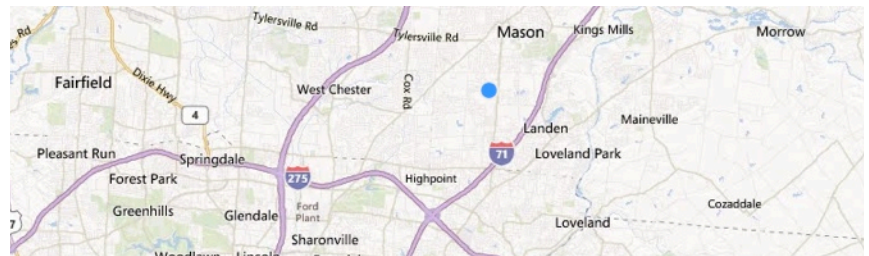 Tylersville Rd
Tylersville Rd
Mason
Kings Mills
Morrow
s Rd
Fairfield
Dixie Hwy
West Chester
Cox Rd
4
Landen
Maineville
Pleasant Run
Springdale
71
Loveland Park
Forest Park
275
Highpoint
Greenhills
Glendale
Ford
Plant
Cozaddale
Loveland
Sharonville